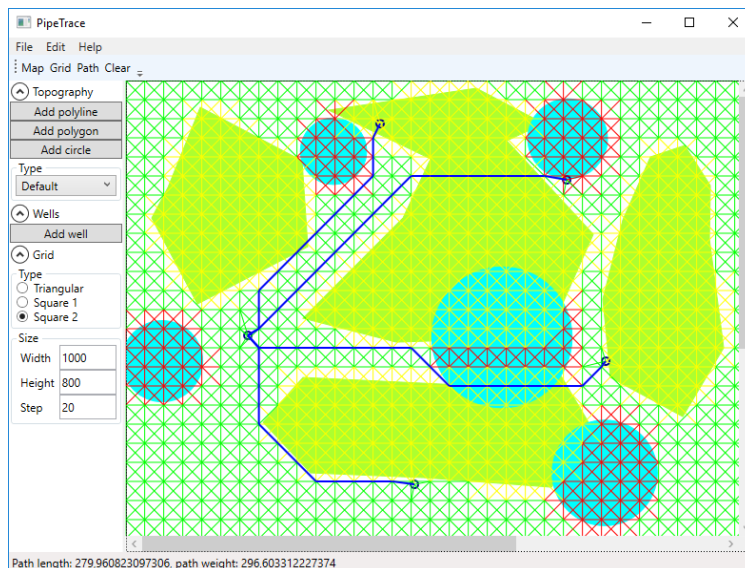 PipeTrace
File Edit Help
Map Grid Path Clear
Topography
Add polyline
Add polygon
Add circle
Type
Default
Wells
Add well
Grid
Type
Triangular
Square 1
Square 2
Size
Width 1000
Height 800
Step 20
Path length: 279,960823097306, path weight: 296,603312227374